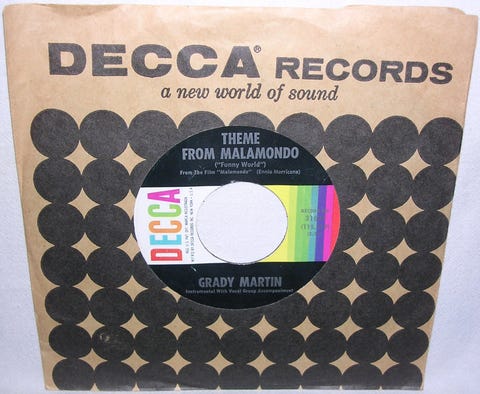 DECCA® RECORDS
a new world of sound
THEME
FROM MALAMONDO
("Funny World")
From The Film "Malamondo" (Ennio Morricone)
DECCA
GRADY MARTIN
Instrumental With Vocal Group Accompaniment